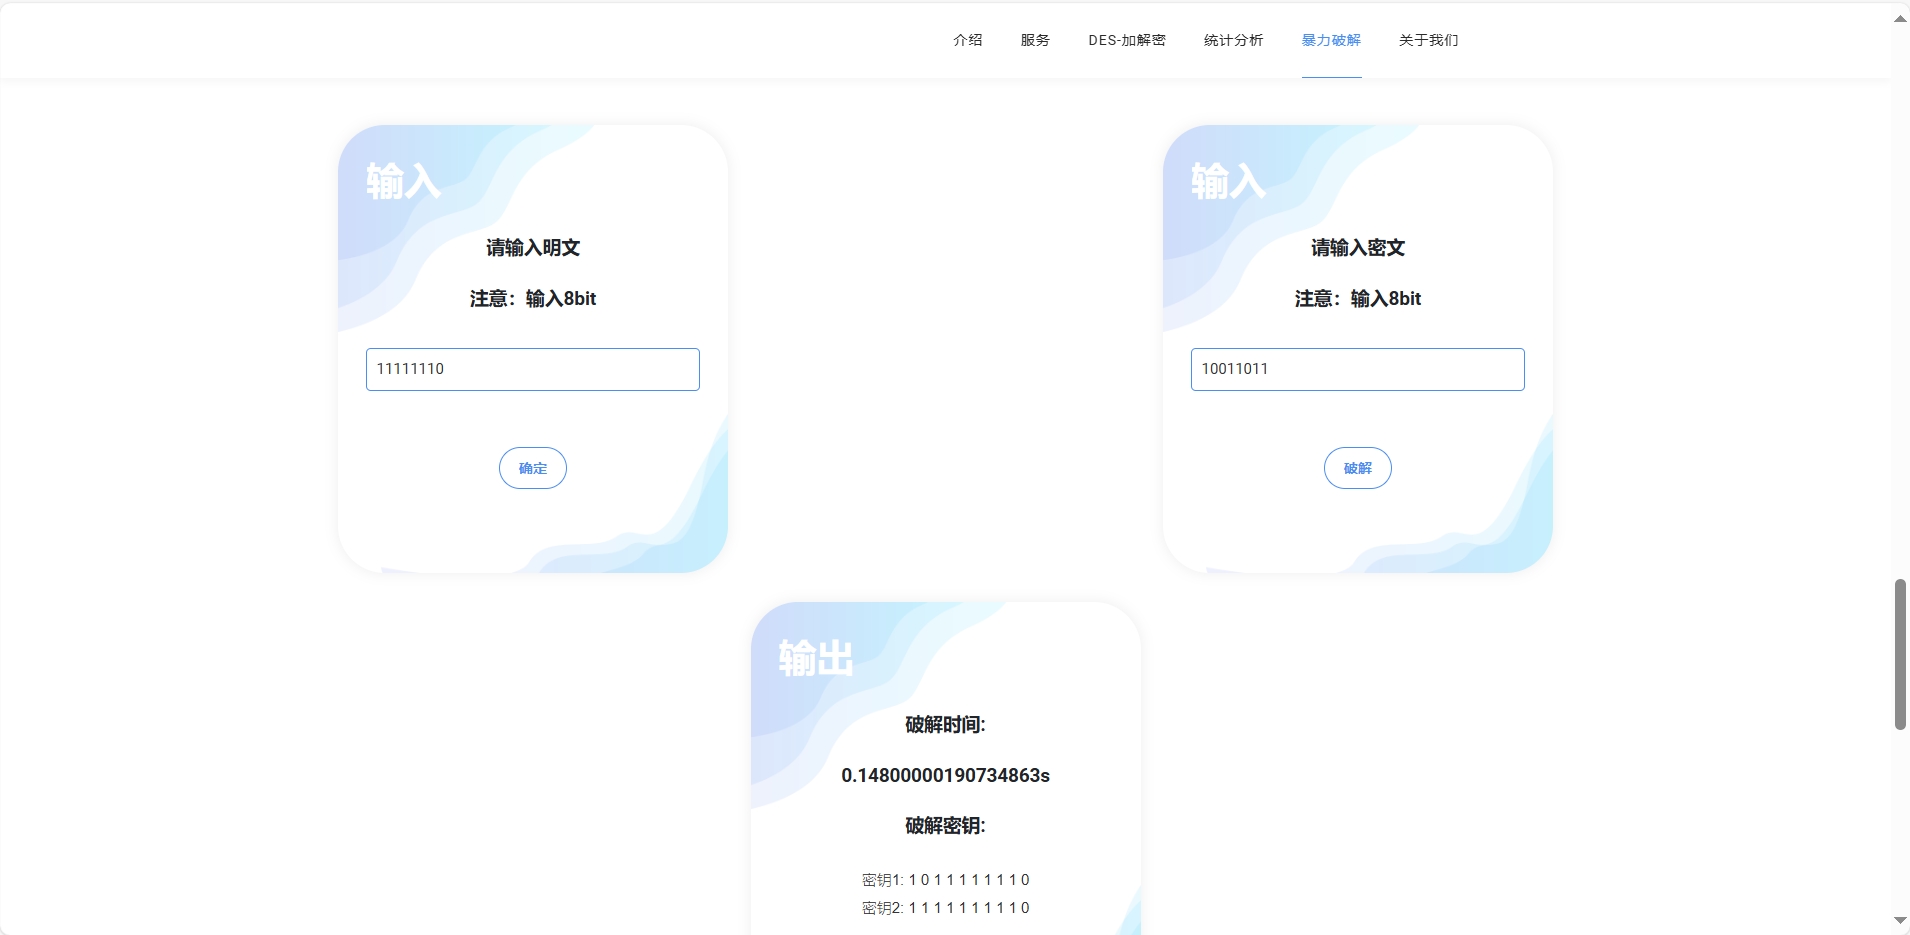 介绍 服务 DES-加解密 统计分析 暴力破解 关于我们
输入
请输入明文
注意：输入8bit
11111110
确定
输入
请输入密文
注意：输入8bit
10011011
破解
输出
破解时间:
0.14800000190734863s
破解密钥:
密钥1: 1 0 1 1 1 1 1 1 1 0
密钥2: 1 1 1 1 1 1 1 1 1 0